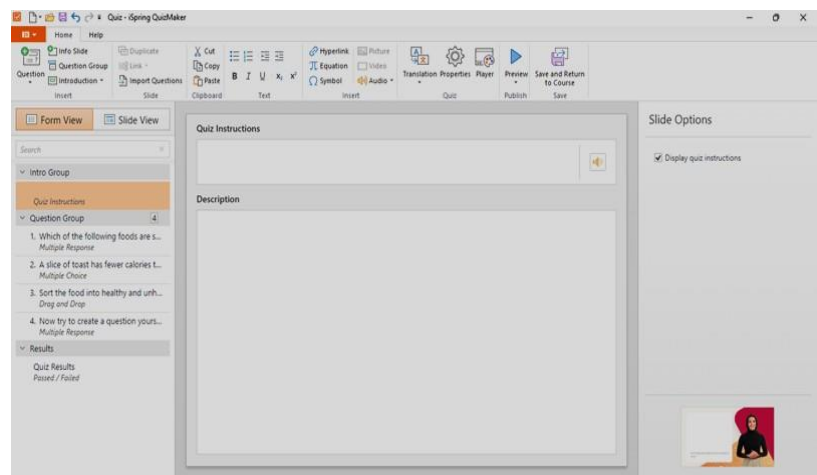 Quiz - iSpring QuizMaker
Home Help
Info Slide Duplicate Cut Hyperlink Picture
Question Group Link Copy Equation Video
Question Introduction Import Questions Paste B I U X₂ X² Symbol Audio Translation Properties Player Preview Save and Return to Course
Insert Slide Clipboard Text Insert Quiz Publish Save
Form View Slide View
Search
Intro Group
Quiz Instructions
Question Group 4
1. Which of the following foods are s...
Multiple Response
2. A slice of toast has fewer calories t...
Multiple Choice
3. Sort the food into healthy and unh...
Drag and Drop
4. Now try to create a question yours...
Multiple Response
Results
Quiz Results
Passed / Failed
Quiz Instructions
Description
Slide Options
Display quiz instructions